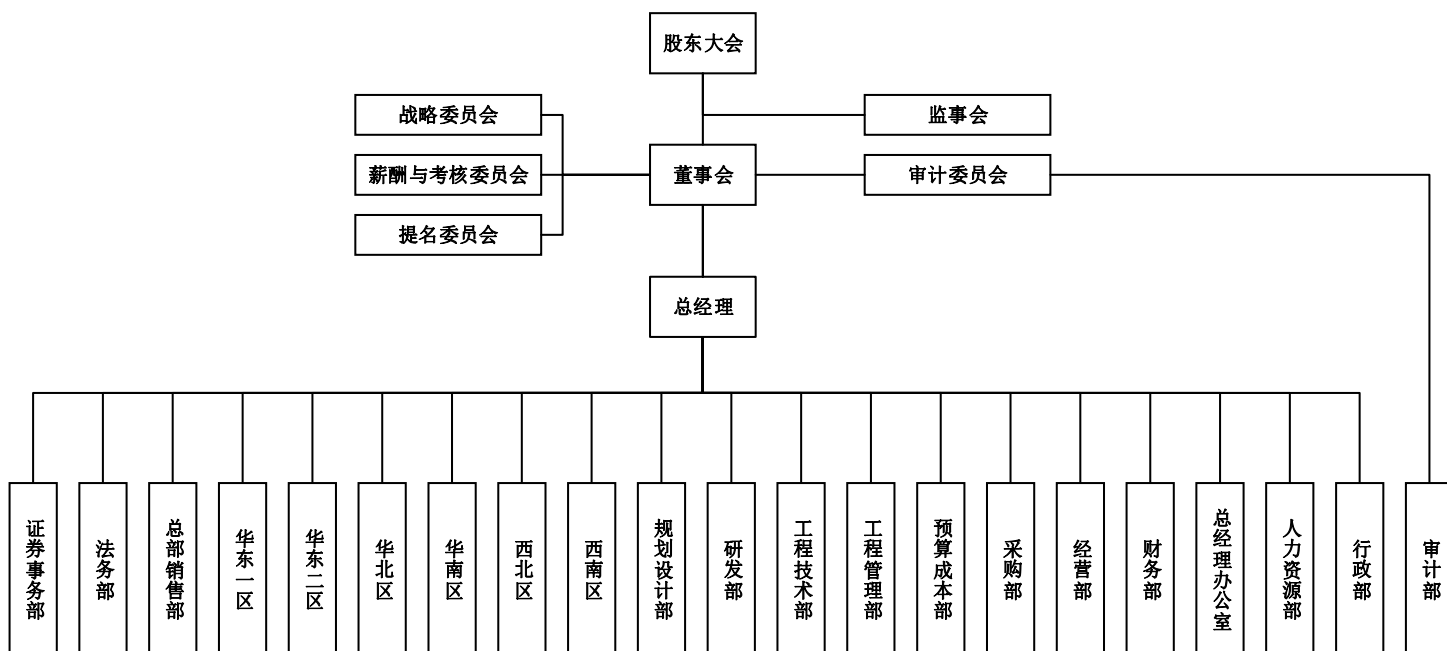 股东大会
战略委员会
监事会
薪酬与考核委员会
董事会
审计委员会
提名委员会
总经理
证券事务部
法务部
总部销售部
华东一区
华东二区
华北区
华南区
西北区
西南区
规划设计部
研发部
工程技术部
工程管理部
预算成本部
采购部
经营部
财务部
总经理办公室
人力资源部
行政部
审计部